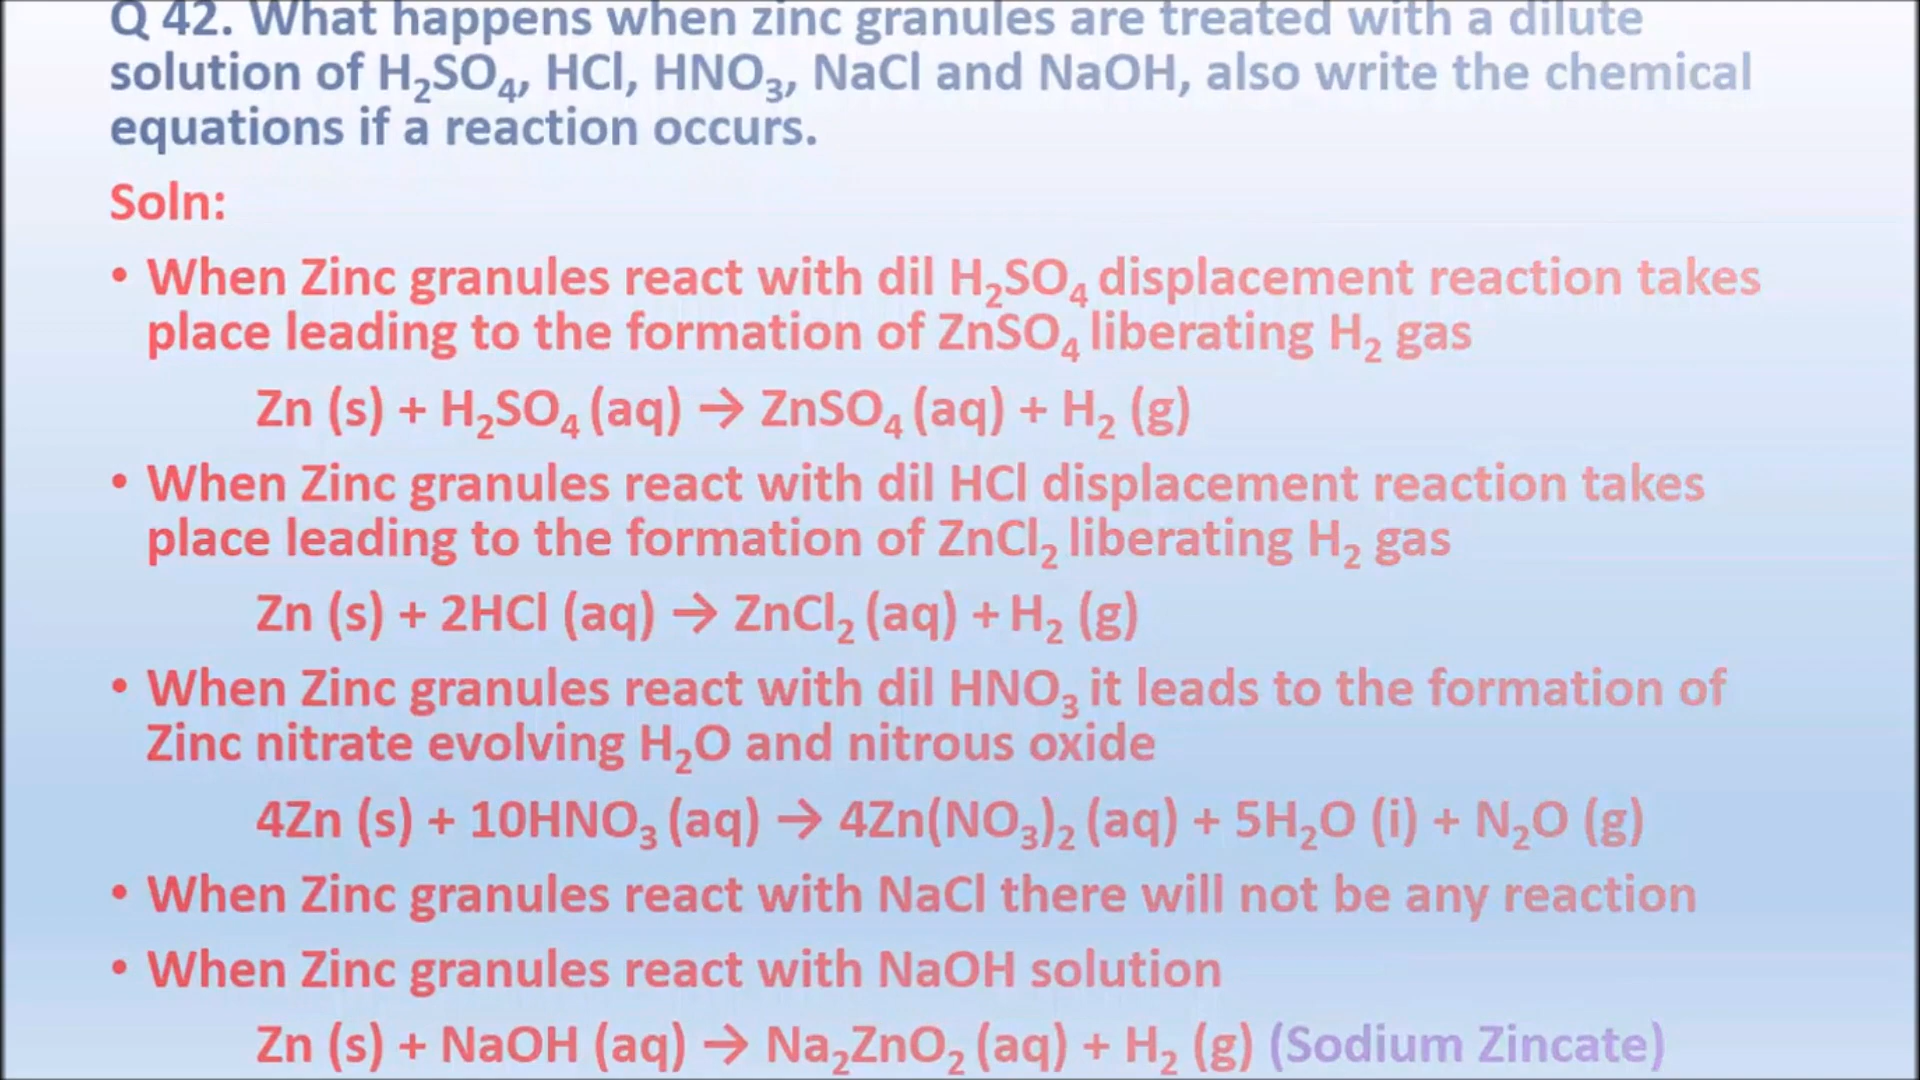 Q 42. What happens when zinc granules are treated with a dilute
solution of H₂SO₄, HCl, HNO₃, NaCl and NaOH, also write the chemical
equations if a reaction occurs.
Soln:
• When Zinc granules react with dil H₂SO₄ displacement reaction takes
place leading to the formation of ZnSO₄ liberating H₂ gas
Zn (s) + H₂SO₄ (aq) → ZnSO₄ (aq) + H₂ (g)
• When Zinc granules react with dil HCl displacement reaction takes
place leading to the formation of ZnCl₂ liberating H₂ gas
Zn (s) + 2HCl (aq) → ZnCl₂ (aq) + H₂ (g)
• When Zinc granules react with dil HNO₃ it leads to the formation of
Zinc nitrate evolving H₂O and nitrous oxide
4Zn (s) + 10HNO₃ (aq) → 4Zn(NO₃)₂ (aq) + 5H₂O (i) + N₂O (g)
• When Zinc granules react with NaCl there will not be any reaction
• When Zinc granules react with NaOH solution
Zn (s) + NaOH (aq) → Na₂ZnO₂ (aq) + H₂ (g) (Sodium Zincate)